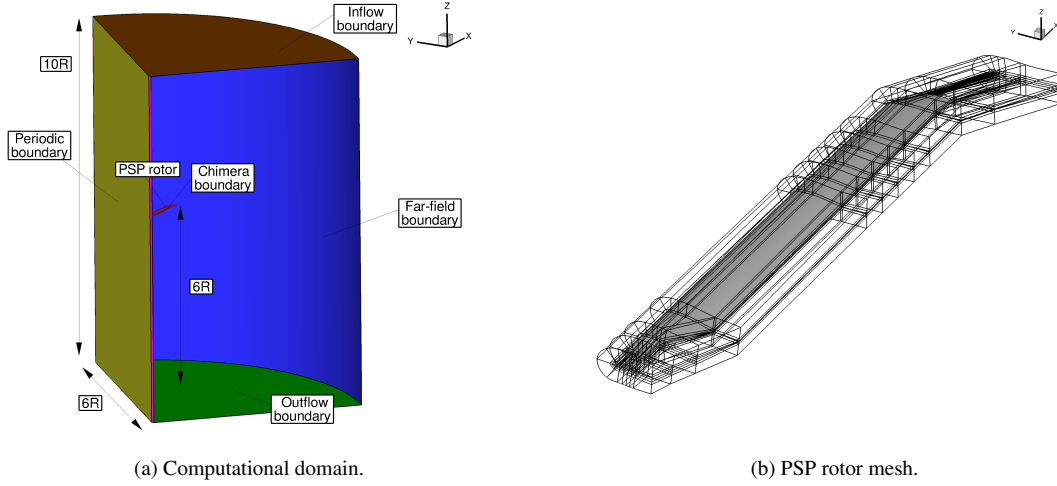 Inflow
boundary
Z
Y
X
10R
Periodic
boundary
PSP rotor
Chimera
boundary
Far-field
boundary
6R
6R
Outflow
boundary
(a) Computational domain.
Z
Y
X
(b) PSP rotor mesh.